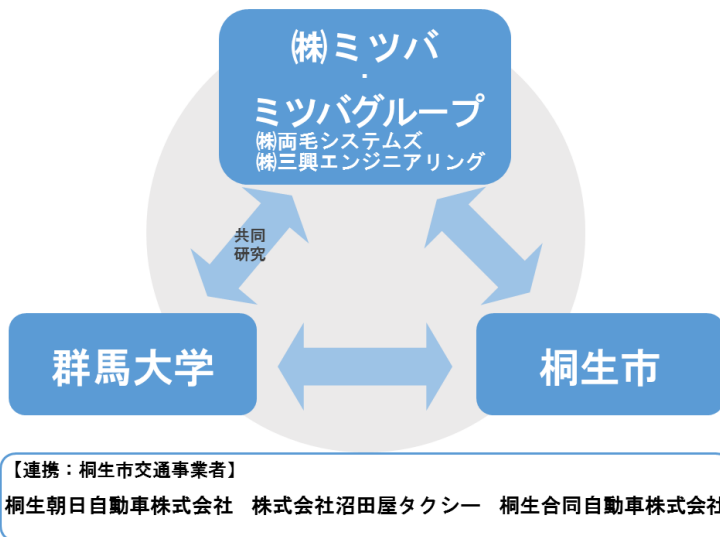 ㈱ミツバ
・
ミツバグループ
㈱両毛システムズ
㈱三興エンジニアリング
共同
研究
群馬大学
桐生市
【連携：桐生市交通事業者】
桐生朝日自動車株式会社　株式会社沼田屋タクシー　桐生合同自動車株式会社